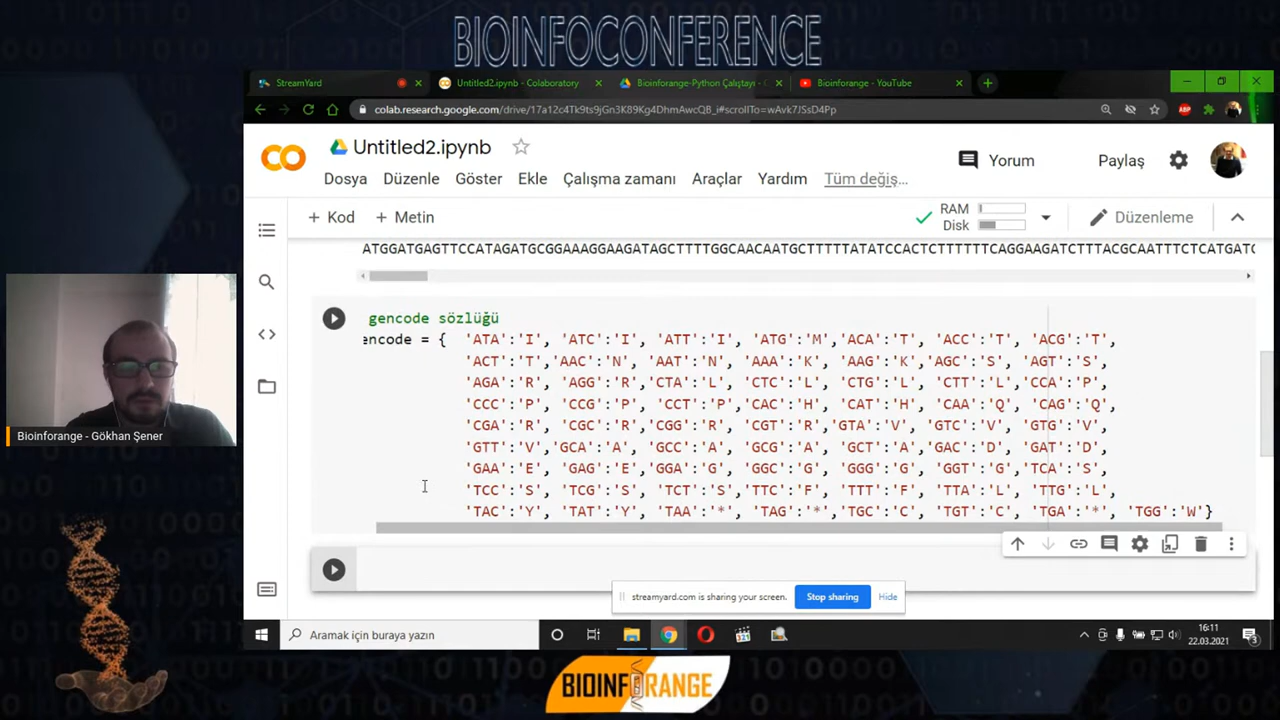 BIOINFOCONFERENCE
StreamYard
Untitled2.ipynb - Colaboratory
Bioinforange-Python Çalıştayı - G
Bioinforange - YouTube
colab.research.google.com/drive/17a12c4Tk9ts9jGn3K89Kg4DhmAwcQB_i#scrollTo=wAvk7JSsD4Pp
ABP
CO
Untitled2.ipynb
Yorum
Paylaş
Dosya Düzenle Göster Ekle Çalışma zamanı Araçlar Yardım Tüm değiş...
+ Kod + Metin
RAM
Disk
Düzenleme
ATGGATGAGTTCCATAGATGCGGAAAGGAAGATAGCTTTTGGCAACAATGCTTTTTATATCCACTCTTTTTTCAGGAAGATCTTTACGCAATTTCTCATGATC
gencode sözlüğü
encode = { 'ATA':'I', 'ATC':'I', 'ATT':'I', 'ATG':'M','ACA':'T', 'ACC':'T', 'ACG':'T',
'ACT':'T','AAC':'N', 'AAT':'N', 'AAA':'K', 'AAG':'K','AGC':'S', 'AGT':'S',
'AGA':'R', 'AGG':'R','CTA':'L', 'CTC':'L', 'CTG':'L', 'CTT':'L','CCA':'P',
'CCC':'P', 'CCG':'P', 'CCT':'P','CAC':'H', 'CAT':'H', 'CAA':'Q', 'CAG':'Q',
'CGA':'R', 'CGC':'R', 'CGG':'R', 'CGT':'R','GTA':'V', 'GTC':'V', 'GTG':'V',
'GTT':'V','GCA':'A', 'GCC':'A', 'GCG':'A', 'GCT':'A','GAC':'D', 'GAT':'D',
'GAA':'E', 'GAG':'E','GGA':'G', 'GGC':'G', 'GGG':'G', 'GGT':'G','TCA':'S',
'TCC':'S', 'TCG':'S', 'TCT':'S','TTC':'F', 'TTT':'F', 'TTA':'L', 'TTG':'L',
'TAC':'Y', 'TAT':'Y', 'TAA':'*', 'TAG':'*','TGC':'C', 'TGT':'C', 'TGA':'*', 'TGG':'W'}
Bioinforange - Gökhan Şener
streamyard.com is sharing your screen.
Stop sharing
Hide
Aramak için buraya yazın
16:11
22.03.2021
3
BIOINFORANGE